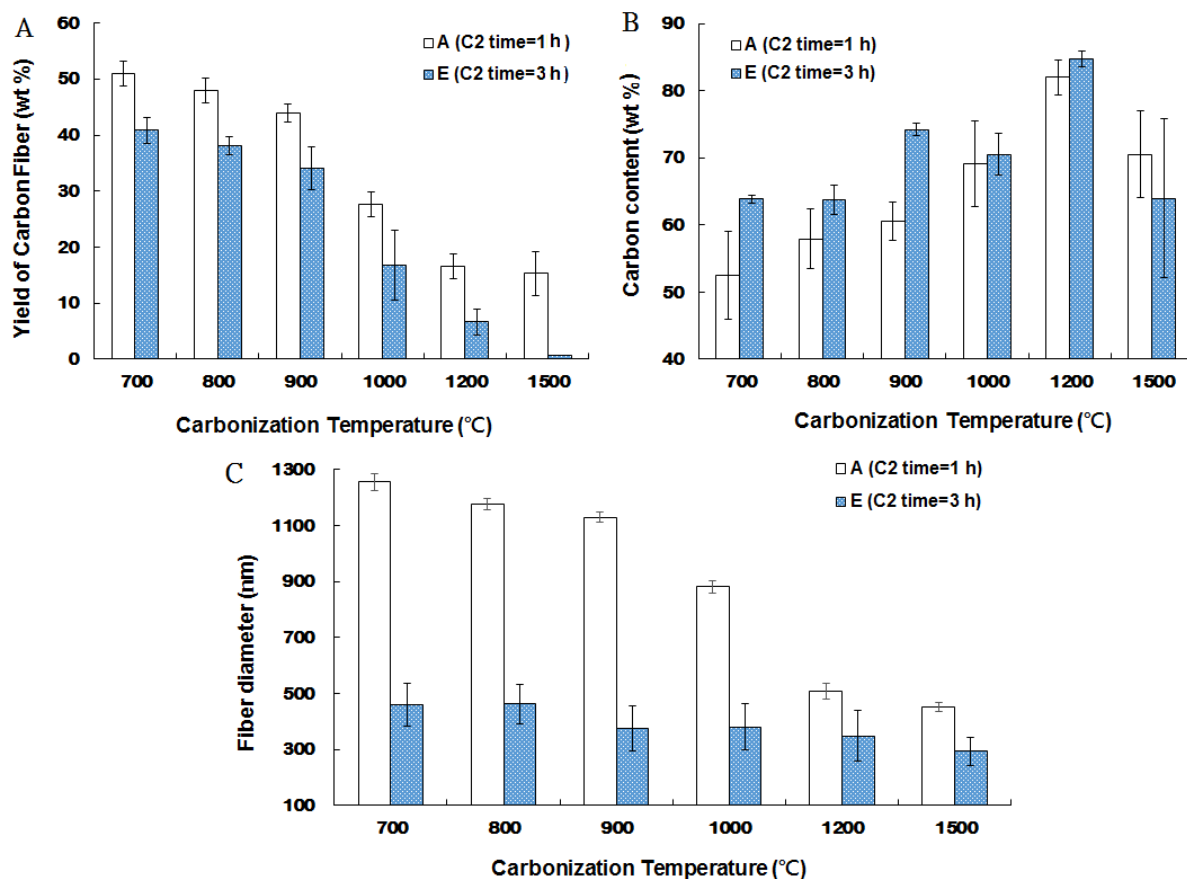 A
Yield of Carbon Fiber (wt %)
60
50
40
30
20
10
0
A (C2 time=1 h)
E (C2 time=3 h)
700 800 900 1000 1200 1500
Carbonization Temperature (℃)
B
Carbon content (wt %)
90
80
70
60
50
40
A (C2 time=1 h)
E (C2 time=3 h)
700 800 900 1000 1200 1500
Carbonization Temperature (℃)
C
Fiber diameter (nm)
1300
1100
900
700
500
300
100
A (C2 time=1 h)
E (C2 time=3 h)
700 800 900 1000 1200 1500
Carbonization Temperature (℃)